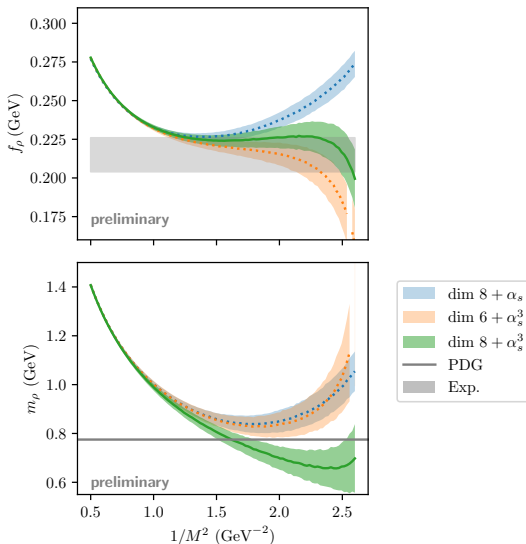 0.300
0.275
0.250
0.225
0.200
0.175
f_ρ (GeV)
preliminary
1.4
1.2
1.0
0.8
0.6
m_ρ (GeV)
preliminary
0.5 1.0 1.5 2.0 2.5
1/M² (GeV⁻²)
dim 8 + α_s
dim 6 + α_s³
dim 8 + α_s³
PDG
Exp.